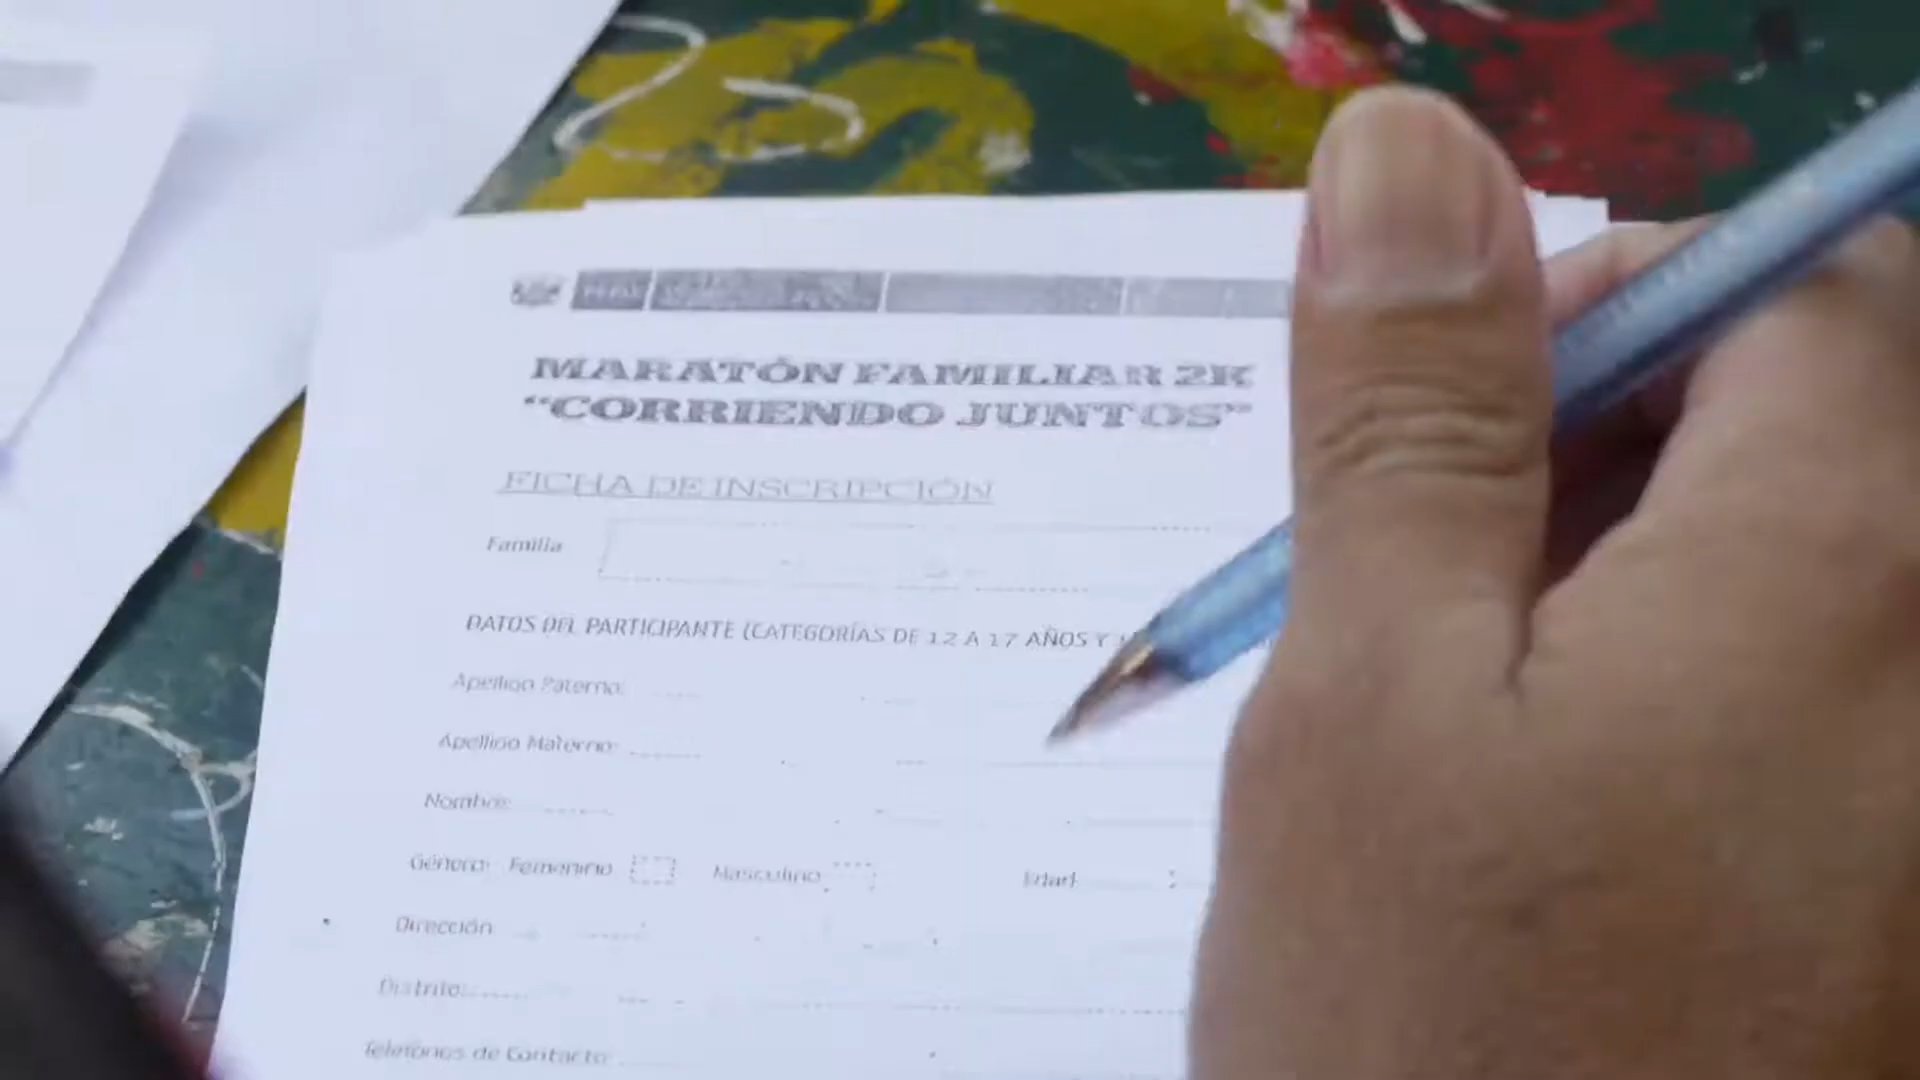 PERÚ
MARATÓN FAMILIAR 2K
“CORRIENDO JUNTOS”
FICHA DE INSCRIPCIÓN
Familia
DATOS DEL PARTICIPANTE (CATEGORÍAS DE 12 A 17 AÑOS Y
Apellido Paterno:
Apellido Materno:
Nombre:
Género: Femenino Masculino Edad
Dirección
Distrito:
Teléfonos de Contacto: